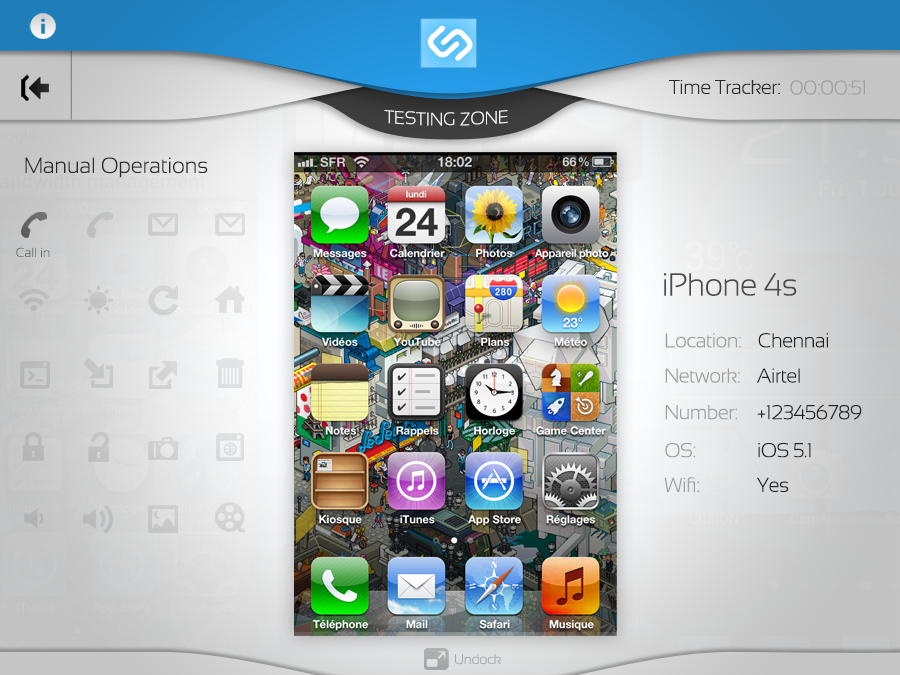 Time Tracker: 00:00:51
TESTING ZONE
Manual Operations
Call in
SFR 18:02 66%
lundi
24
280
23°
Messages Calendrier Photos Appareil photo
Vidéos YouTube Plans Météo
Notes Rappels Horloge Game Center
Kiosque iTunes App Store Réglages
Téléphone Mail Safari Musique
iPhone 4s
Location: Chennai
Network: Airtel
Number: +123456789
OS: iOS 5.1
Wifi: Yes
Undock